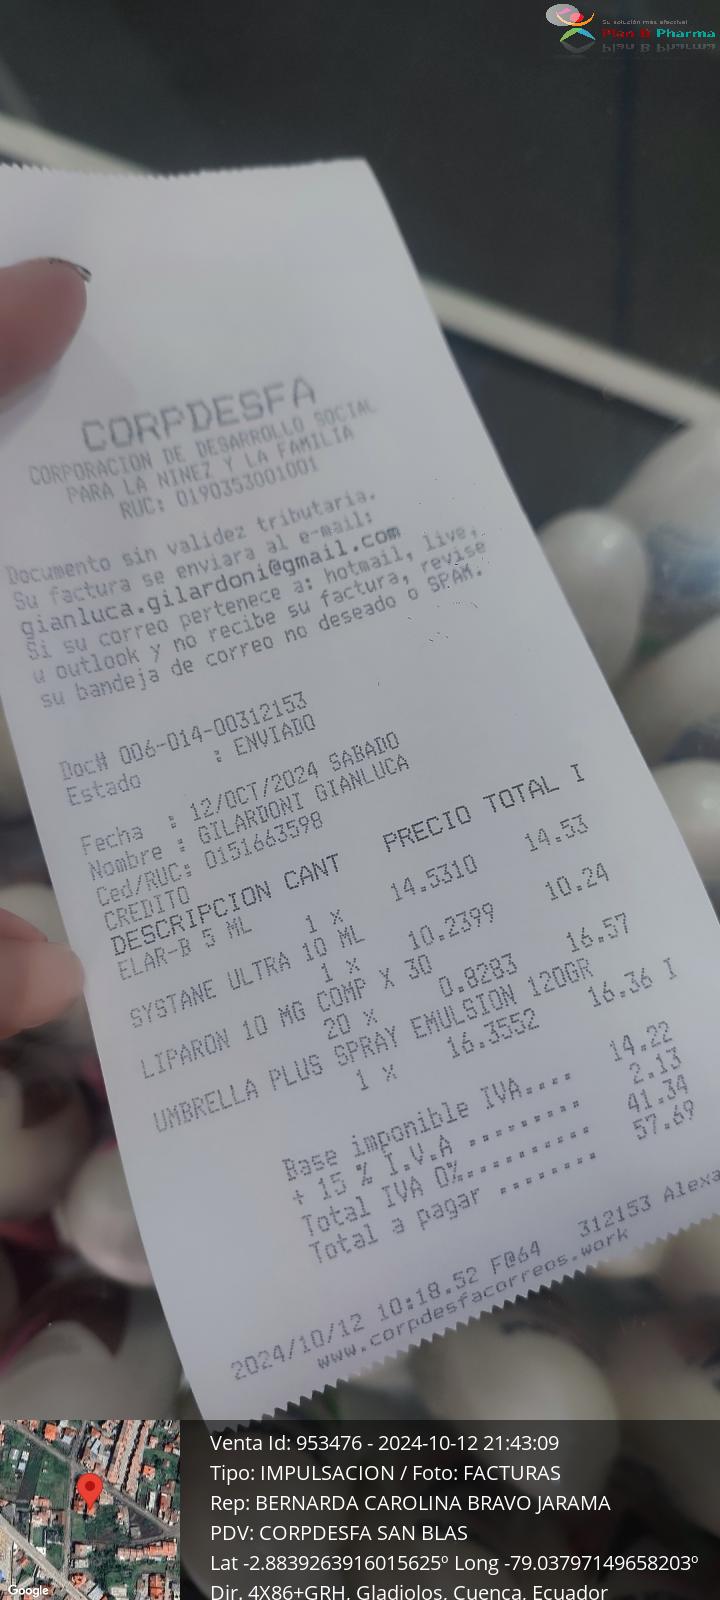 Su solución más efectiva!
Plan B Pharma
CORPDESFA
CORPORACION DE DESARROLLO SOCIAL
PARA LA NINEZ Y LA FAMILIA
RUC: 0190353001001
Documento sin validez tributaria.
Su factura se enviara al e-mail:
gianluca.gilardoni@gmail.com
Si su correo pertenece a: hotmail, live,
u outlook y no recibe su factura, revise
su bandeja de correo no deseado o SPAM.
Doc# 006-014-00312153
Estado : ENVIADO
Fecha : 12/OCT/2024 SABADO
Nombre : GILARDONI GIANLUCA
Ced/RUC: 0151663598
CREDITO
DESCRIPCION CANT PRECIO TOTAL I
ELAR-B 5 ML
1 x 14.5310 14.53
SYSTANE ULTRA 10 ML
1 x 10.2399 10.24
LIPARON 10 MG COMP X 30
20 x 0.8283 16.57
UMBRELLA PLUS SPRAY EMULSION 120GR
1 x 16.3552 16.36 I
Base imponible IVA.... 14.22
+ 15 % I.V.A ......... 2.13
Total IVA 0%.......... 41.34
Total a pagar ........ 57.69
2024/10/12 10:18.52 F@64 312153 Alexa
www.corpdesfacorreos.work
Venta Id: 953476 - 2024-10-12 21:43:09
Tipo: IMPULSACION / Foto: FACTURAS
Rep: BERNARDA CAROLINA BRAVO JARAMA
PDV: CORPDESFA SAN BLAS
Lat -2.8839263916015625º Long -79.03797149658203º
Dir. 4X86+GRH, Gladiolos, Cuenca, Ecuador
Google